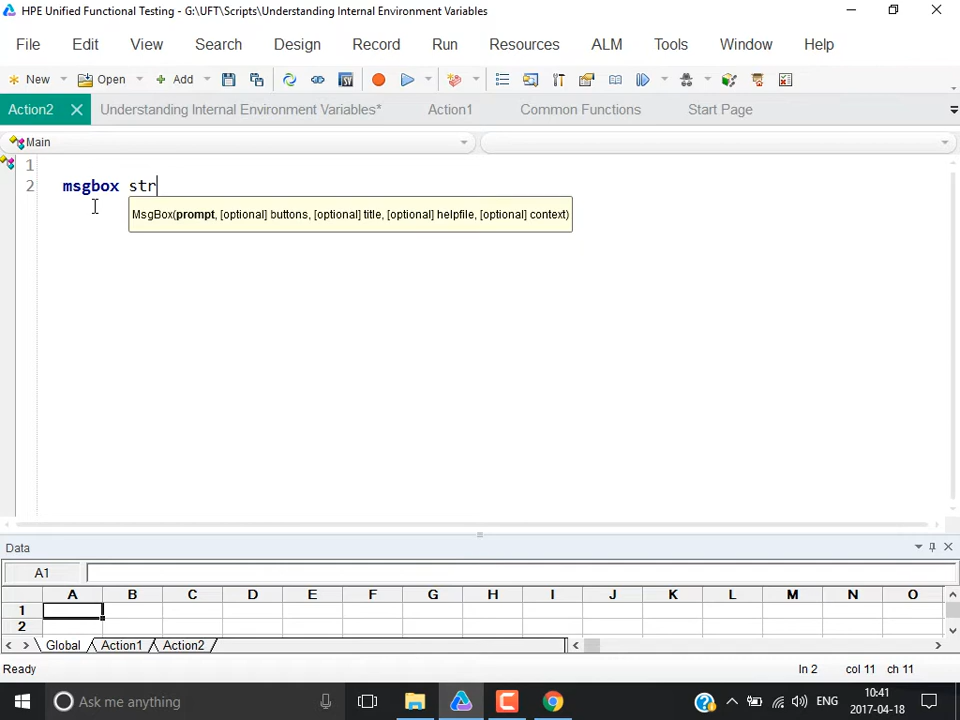 HPE Unified Functional Testing - G:\UFT\Scripts\Understanding Internal Environment Variables
File Edit View Search Design Record Run Resources ALM Tools Window Help
New Open Add
Action2 Understanding Internal Environment Variables* Action1 Common Functions Start Page
Main
1
2 msgbox str
MsgBox(prompt, [optional] buttons, [optional] title, [optional] helpfile, [optional] context)
Data
A1
A B C D E F G H I J K L M N O
1
2
Global Action1 Action2
Ready ln 2 col 11 ch 11
Ask me anything ENG 10:41
2017-04-18